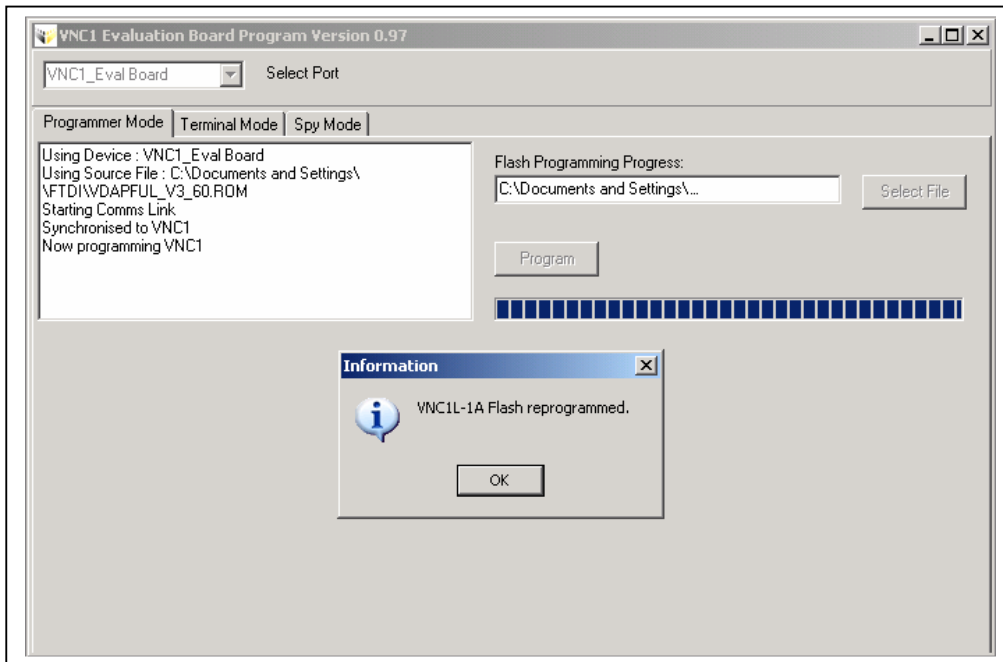 VNC1 Evaluation Board Program Version 0.97
VNC1_Eval Board
Select Port
Programmer Mode
Terminal Mode
Spy Mode
Using Device : VNC1_Eval Board
Using Source File : C:\Documents and Settings\
\FTDI\VDAPFUL_V3_60.ROM
Starting Comms Link
Synchronised to VNC1
Now programming VNC1
Flash Programming Progress:
C:\Documents and Settings\...
Select File
Program
Information
VNC1L-1A Flash reprogrammed.
OK